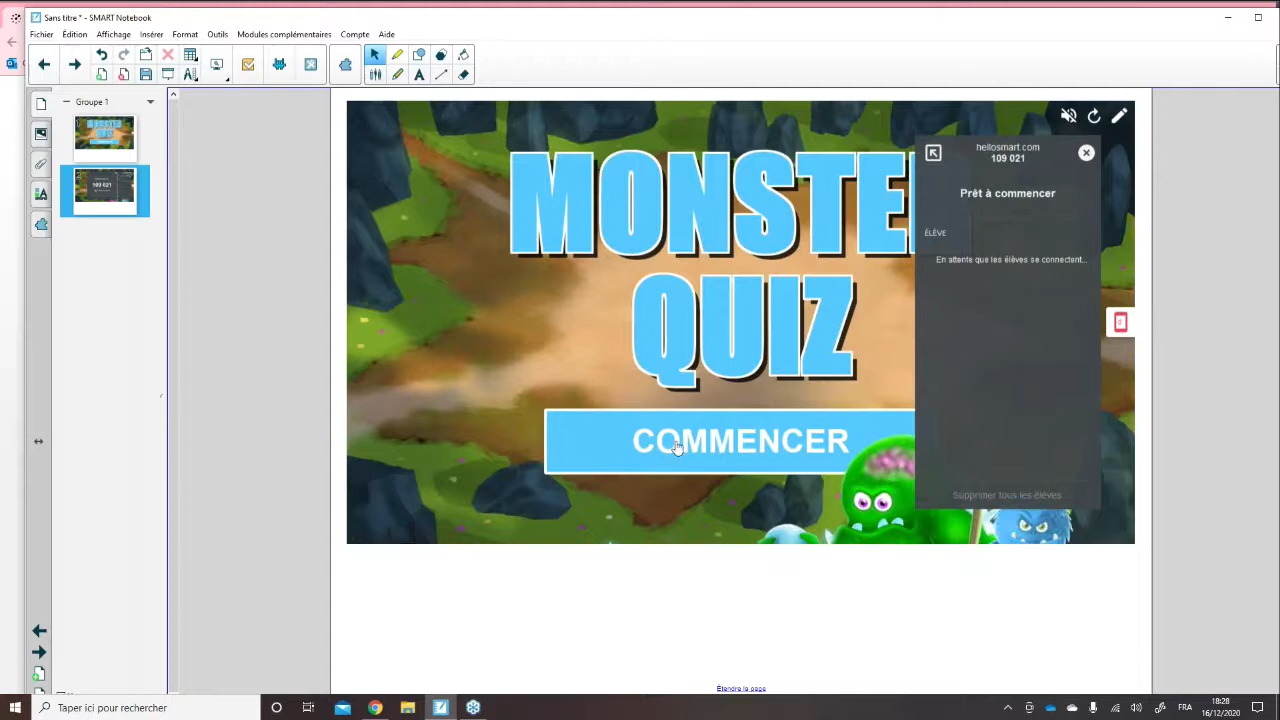 Sans titre * - SMART Notebook
Fichier Édition Affichage Insérer Format Outils Modules complémentaires Compte Aide
Groupe 1
MONSTE
QUIZ
COMMENCER
hellosmart.com
109 021
Prêt à commencer
ÉLÈVE
En attente que les élèves se connectent...
Supprimer tous les élèves
Étendre la page
Taper ici pour rechercher
FRA
18:28
16/12/2020